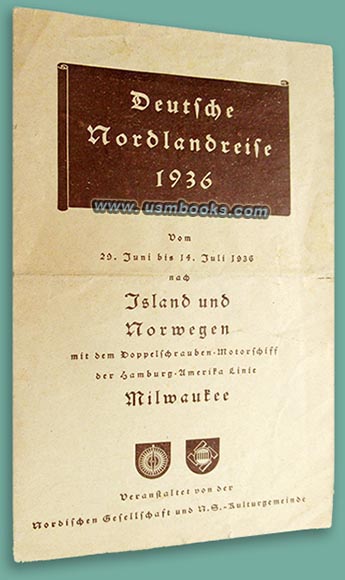 Deutsche
Nordlandreise
1936
www.usmbooks.com
Vom
29. Juni bis 14. Juli 1936
nach
Island und
Norwegen
mit dem Doppelschrauben-Motorschiff
der Hamburg-Amerika Linie
Milwaukee
Veranstaltet von der
Nordischen Gesellschaft und N.S.-Kulturgemeinde